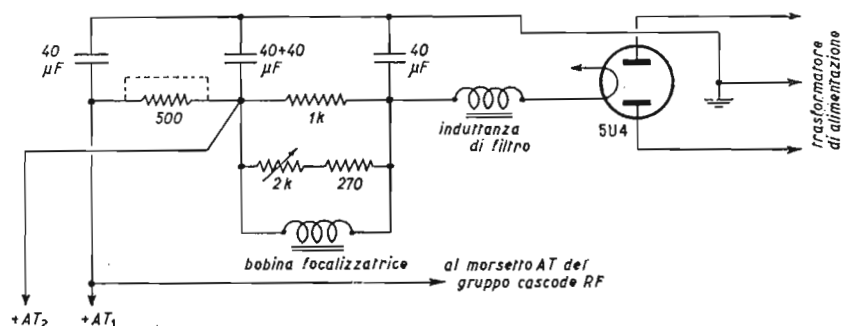 40
µF
40+40
µF
40
µF
500
1k
2k
270
induttanza
di filtro
5U4
trasformatore
di alimentazione
bobina focalizzatrice
al morsetto AT del
gruppo cascode RF
+AT2
+AT1